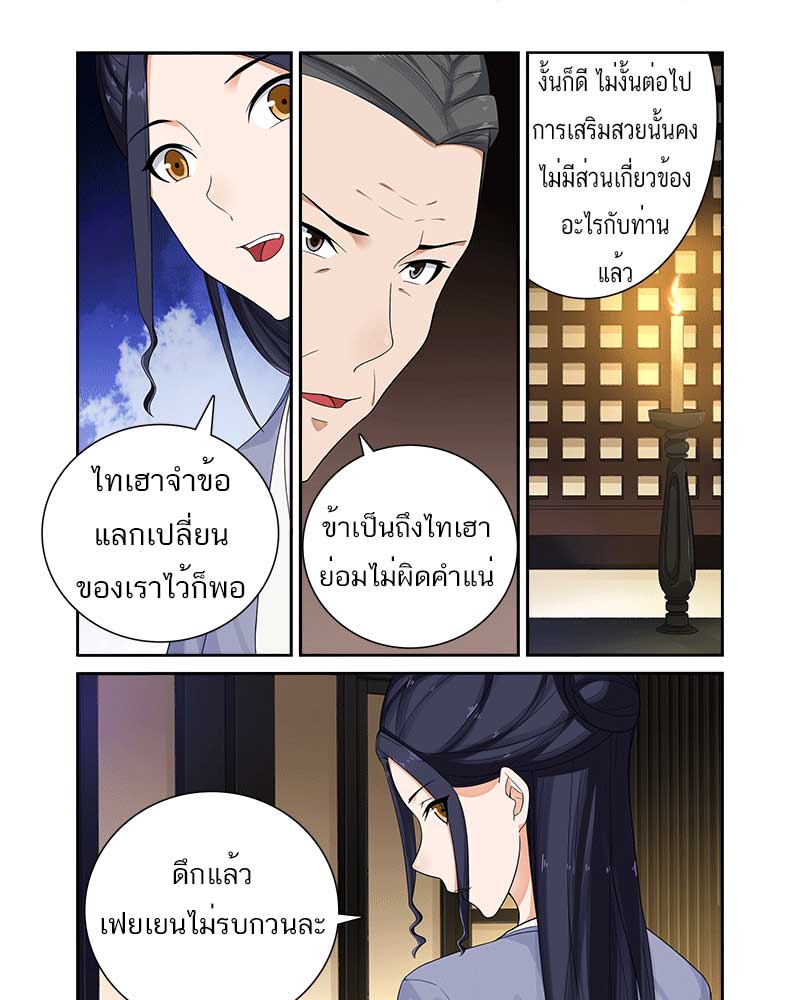 ไทเฮาจำข้อ
แลกเปลี่ยน
ของเราไว้ก็พอ
ข้าเป็นถึงไทเฮา
ย่อมไม่ผิดคำแน่
งั้นก็ดี ไม่งั้นต่อไป
การเสริมสวยนั้นคง
ไม่มีส่วนเกี่ยวข้อง
อะไรกับท่าน
แล้ว
ดึกแล้ว
เฟยเยนไม่รบกวนละ